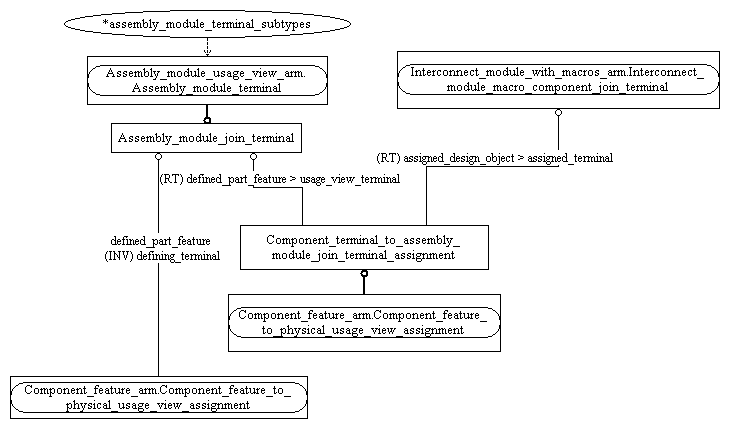 *assembly_module_terminal_subtypes
Assembly_module_usage_view_arm.
Assembly_module_terminal
Interconnect_module_with_macros_arm.Interconnect_
module_macro_component_join_terminal
Assembly_module_join_terminal
(RT) assigned_design_object > assigned_terminal
(RT) defined_part_feature > usage_view_terminal
defined_part_feature
(INV) defining_terminal
Component_terminal_to_assembly_
module_join_terminal_assignment
Component_feature_arm.Component_feature_
to_physical_usage_view_assignment
Component_feature_arm.Component_feature_to_
physical_usage_view_assignment